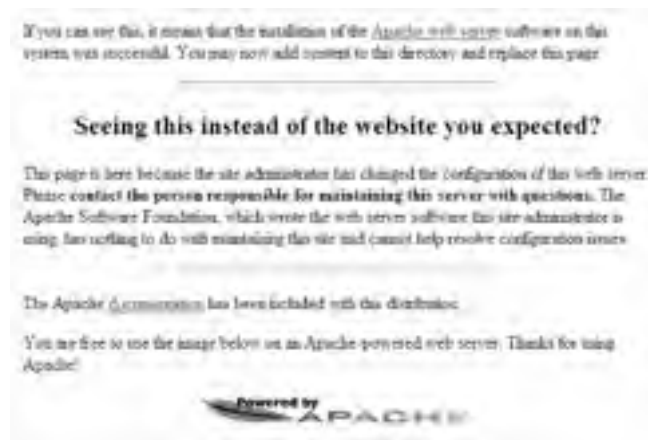 If you can see this, it means that the installation of the Apache web server software on this
system was successful. You may now add content to this directory and replace this page.
Seeing this instead of the website you expected?
This page is here because the site administrator has changed the configuration of this web server.
Please contact the person responsible for maintaining this server with questions. The
Apache Software Foundation, which wrote the web server software this site administrator is
using, has nothing to do with maintaining this site and cannot help resolve configuration issues.
The Apache documentation has been included with this distribution.
You are free to use the image below on an Apache-powered web server. Thanks for using
Apache!
Powered by
APACHE